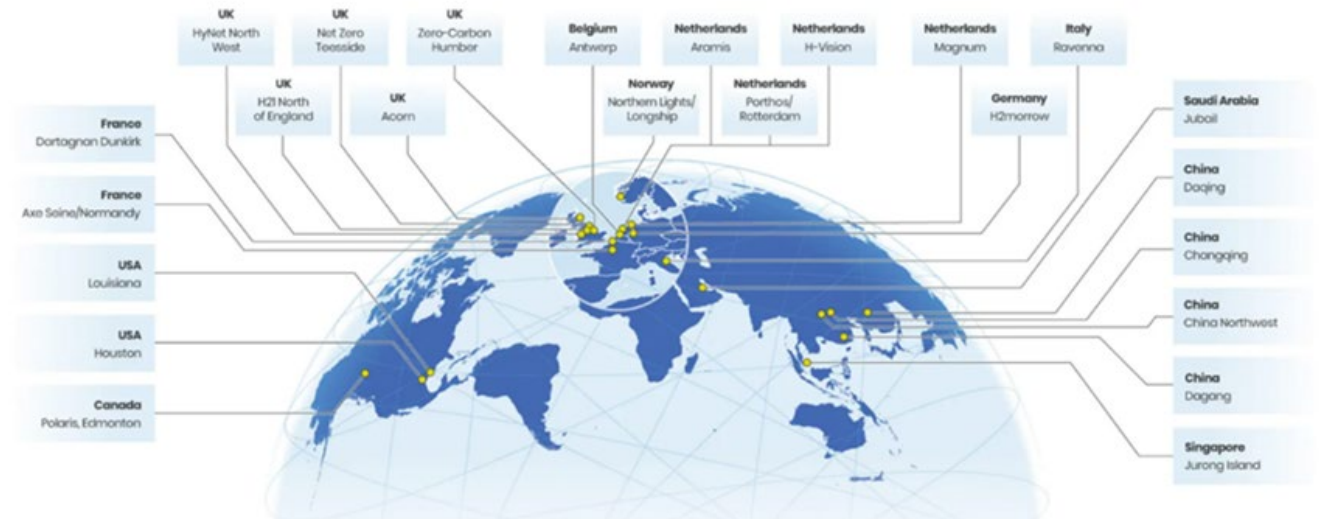 UK
HyNet North
West
UK
Net Zero
Teesside
UK
Zero-Carbon
Humber
Belgium
Antwerp
Netherlands
Aramis
Netherlands
H-Vision
Netherlands
Magnum
Italy
Ravenna
UK
H21 North
of England
UK
Acorn
Norway
Northern Lights/
Longship
Netherlands
Porthos/
Rotterdam
Germany
H2morrow
France
Dartagnan Dunkirk
France
Axe Seine/Normandy
USA
Louisiana
USA
Houston
Canada
Polaris, Edmonton
Saudi Arabia
Jubail
China
Daqing
China
Changqing
China
China Northwest
China
Dagang
Singapore
Jurong Island